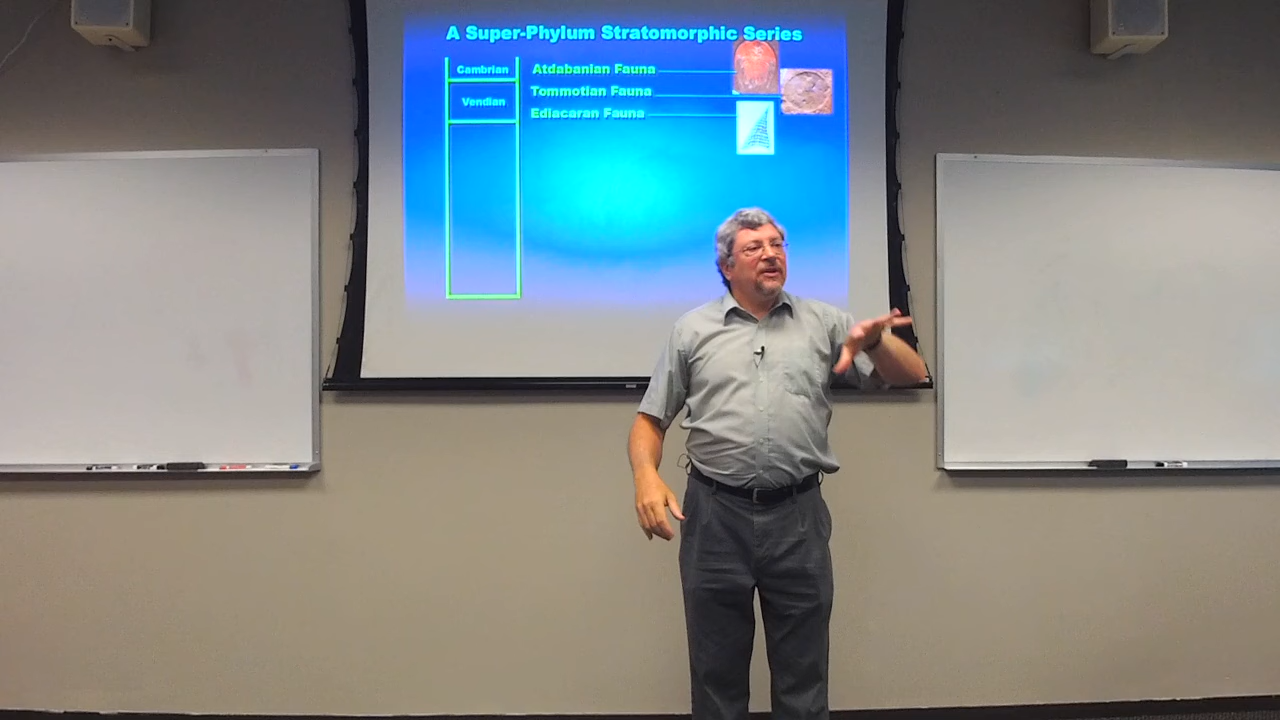 A Super-Phylum Stratomorphic Series
Cambrian
Atdabanian Fauna
Tommotian Fauna
Vendian
Ediacaran Fauna